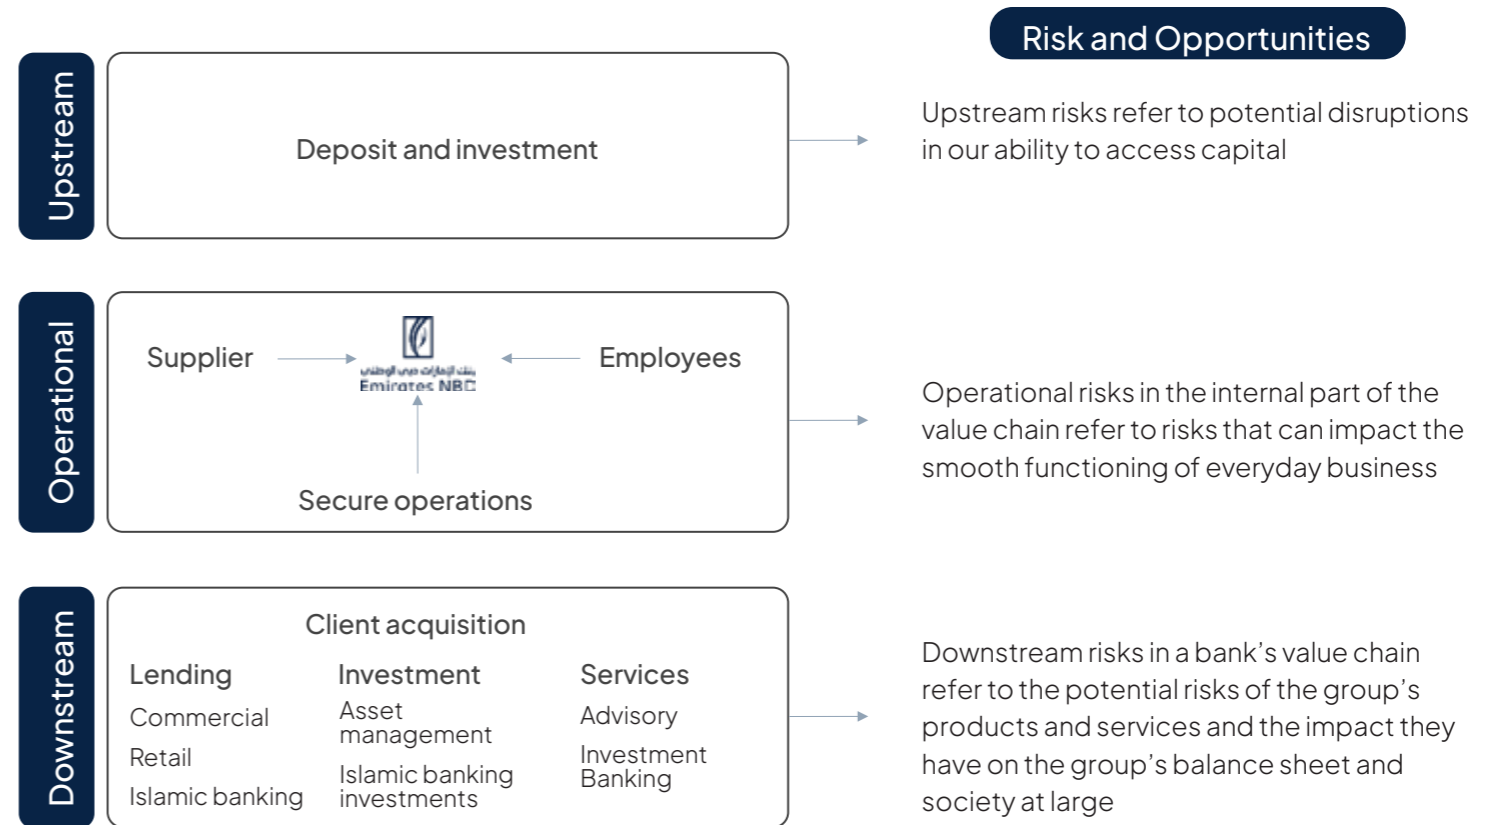 Risk and Opportunities
Upstream
Deposit and investment
Upstream risks refer to potential disruptions
in our ability to access capital
Operational
Supplier
بنك الإمارات دبي الوطني
Emirates NBD
Employees
Secure operations
Operational risks in the internal part of the
value chain refer to risks that can impact the
smooth functioning of everyday business
Downstream
Client acquisition
Lending
Commercial
Retail
Islamic banking
Investment
Asset
management
Islamic banking
investments
Services
Advisory
Investment
Banking
Downstream risks in a bank’s value chain
refer to the potential risks of the group’s
products and services and the impact they
have on the group’s balance sheet and
society at large